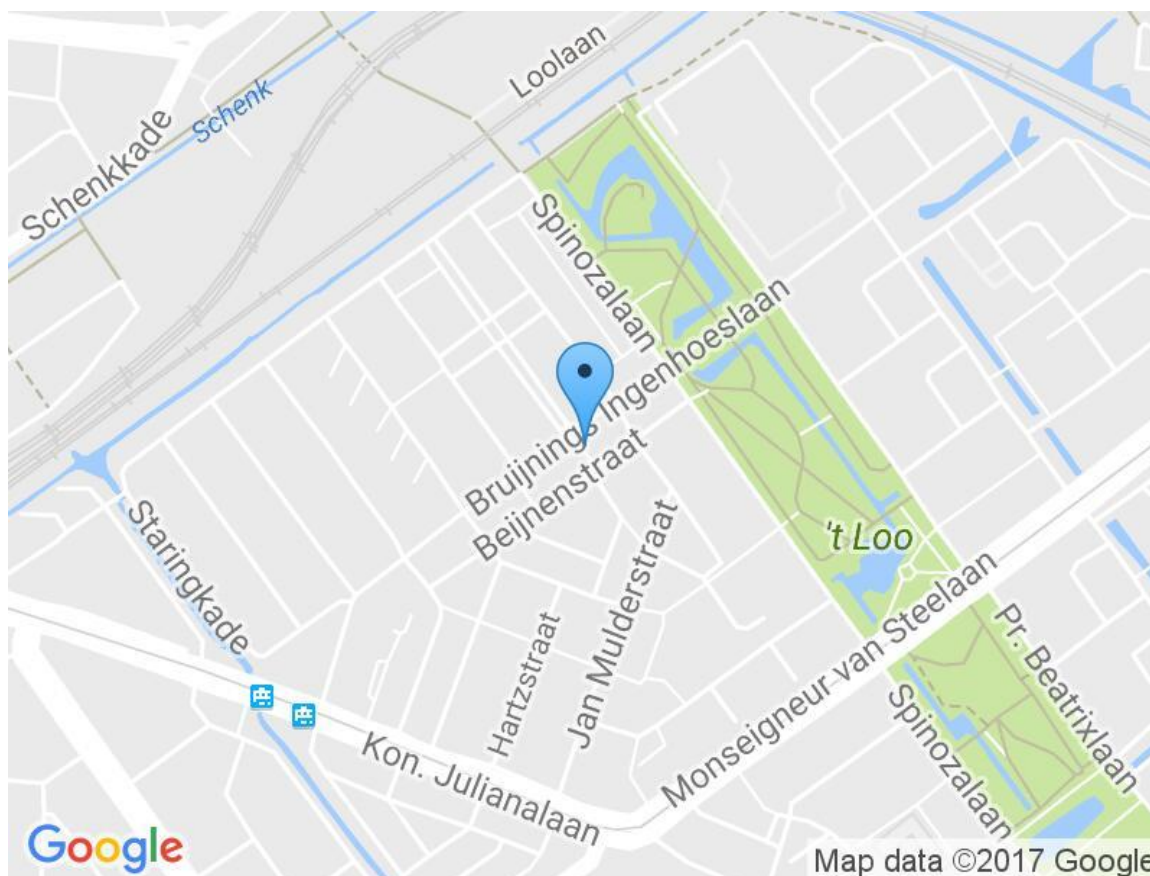 Loolaan
Schenk
Schenkkade
Spinozalaan
Bruijnings Ingenhoeslaan
Beijnenstraat
Staringkade
't Loo
Jan Mulderstraat
Hartzstraat
Monseigneur van Steelaan
Pr. Beatrixlaan
Spinozalaan
Kon. Julianalaan
Google
Map data ©2017 Google